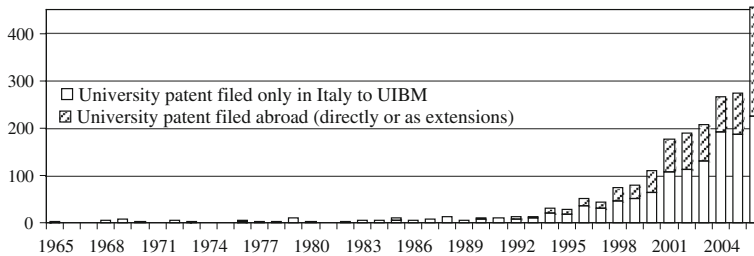 400
300
University patent filed only in Italy to UIBM
200
University patent filed abroad (directly or as extensions)
100
0
1965 1968 1971 1974 1977 1980 1983 1986 1989 1992 1995 1998 2001 2004